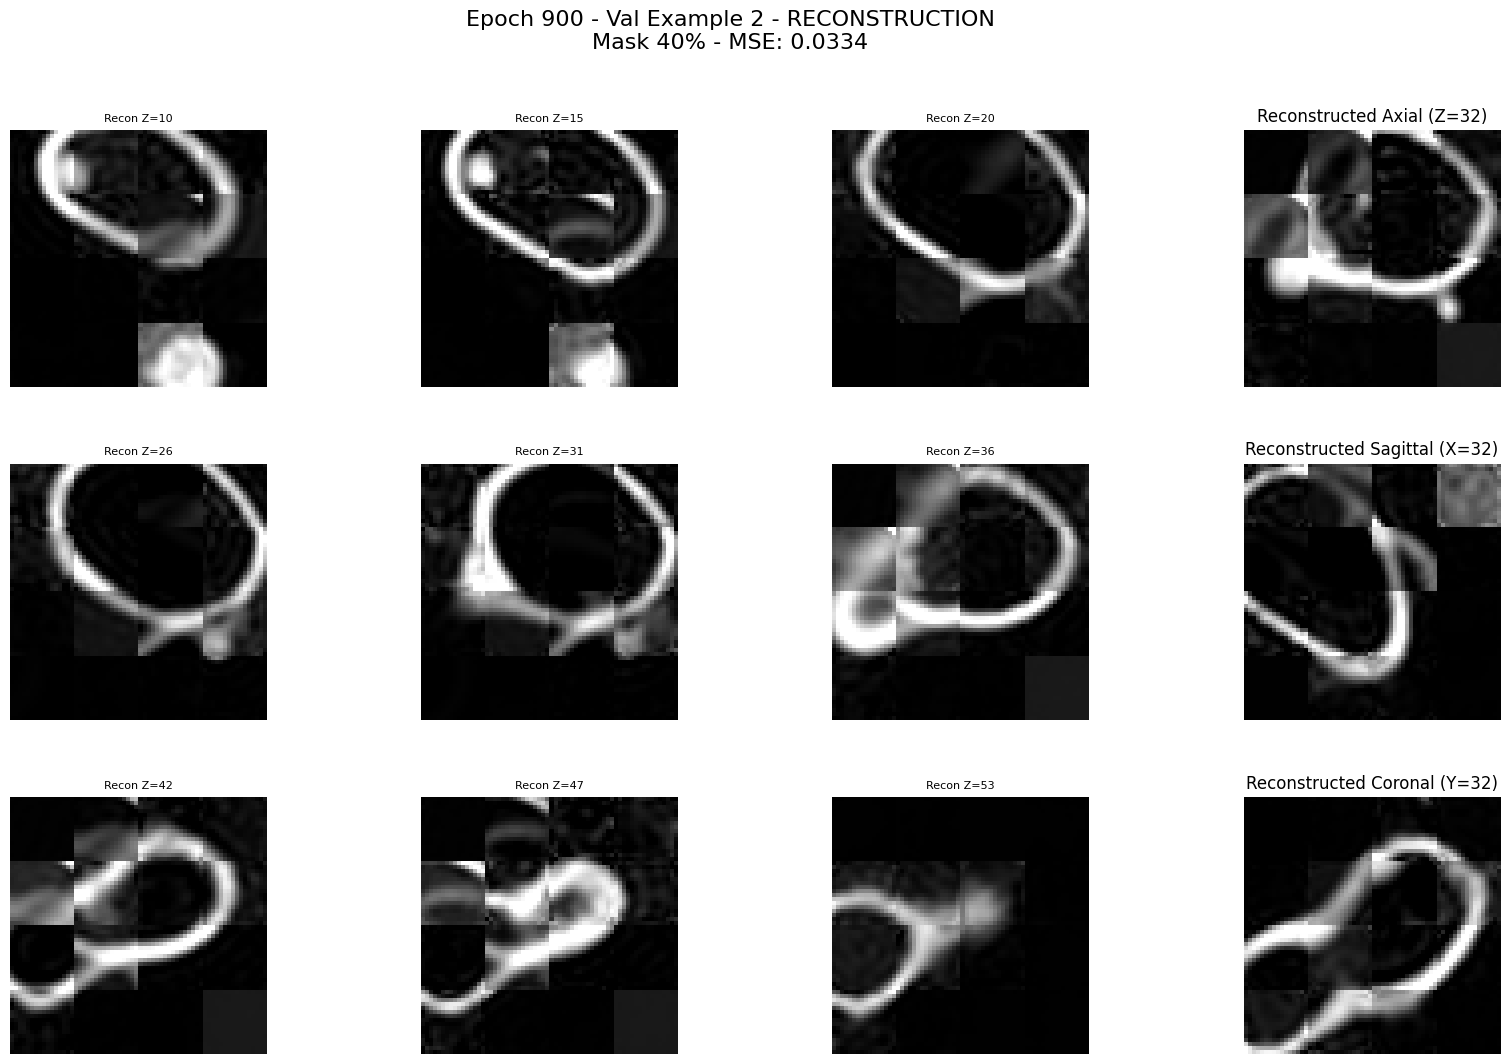 Epoch 900 - Val Example 2 - RECONSTRUCTION
Mask 40% - MSE: 0.0334
Recon Z=10
Recon Z=15
Recon Z=20
Reconstructed Axial (Z=32)
Recon Z=26
Recon Z=31
Recon Z=36
Reconstructed Sagittal (X=32)
Recon Z=42
Recon Z=47
Recon Z=53
Reconstructed Coronal (Y=32)